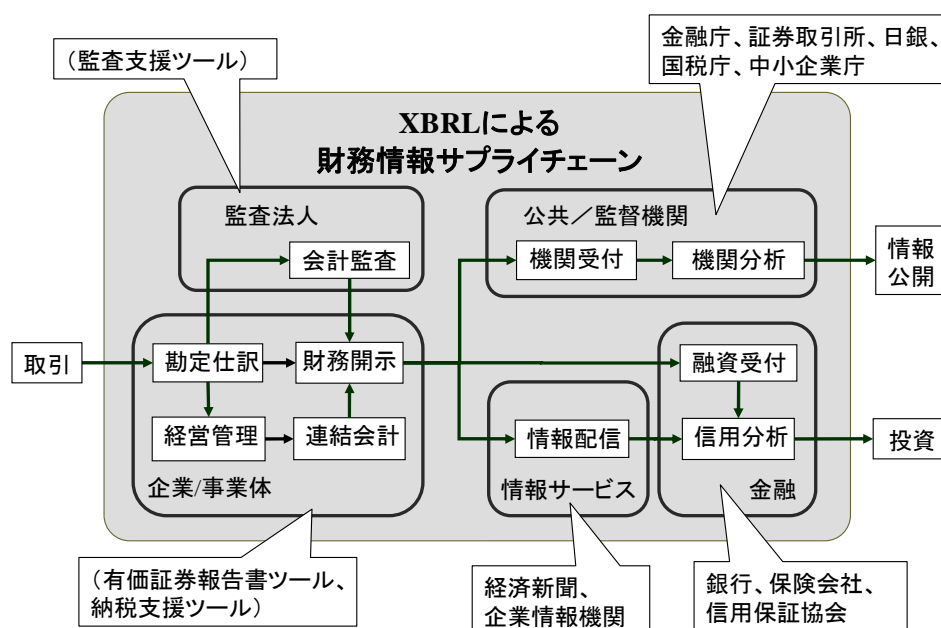 (監査支援ツール)
金融庁、証券取引所、日銀、
国税庁、中小企業庁
XBRLによる
財務情報サプライチェーン
監査法人
会計監査
公共／監督機関
機関受付
機関分析
情報
公開
取引
勘定仕訳
財務開示
融資受付
経営管理
連結会計
情報配信
信用分析
投資
企業/事業体
情報サービス
金融
(有価証券報告書ツール、
納税支援ツール)
経済新聞、
企業情報機関
銀行、保険会社、
信用保証協会